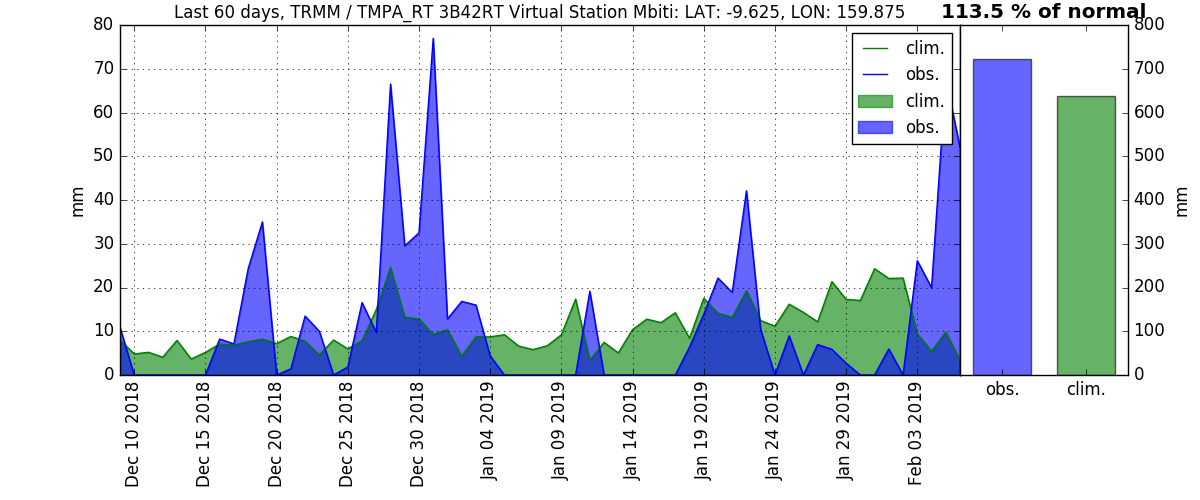 Last 60 days, TRMM / TMPA_RT 3B42RT Virtual Station Mbiti: LAT: -9.625, LON: 159.875
113.5 % of normal
80
70
60
50
40
30
20
10
0
mm
clim.
obs.
clim.
obs.
800
700
600
500
400
300
200
100
0
mm
Dec 10 2018
Dec 15 2018
Dec 20 2018
Dec 25 2018
Dec 30 2018
Jan 04 2019
Jan 09 2019
Jan 14 2019
Jan 19 2019
Jan 24 2019
Jan 29 2019
Feb 03 2019
obs.
clim.